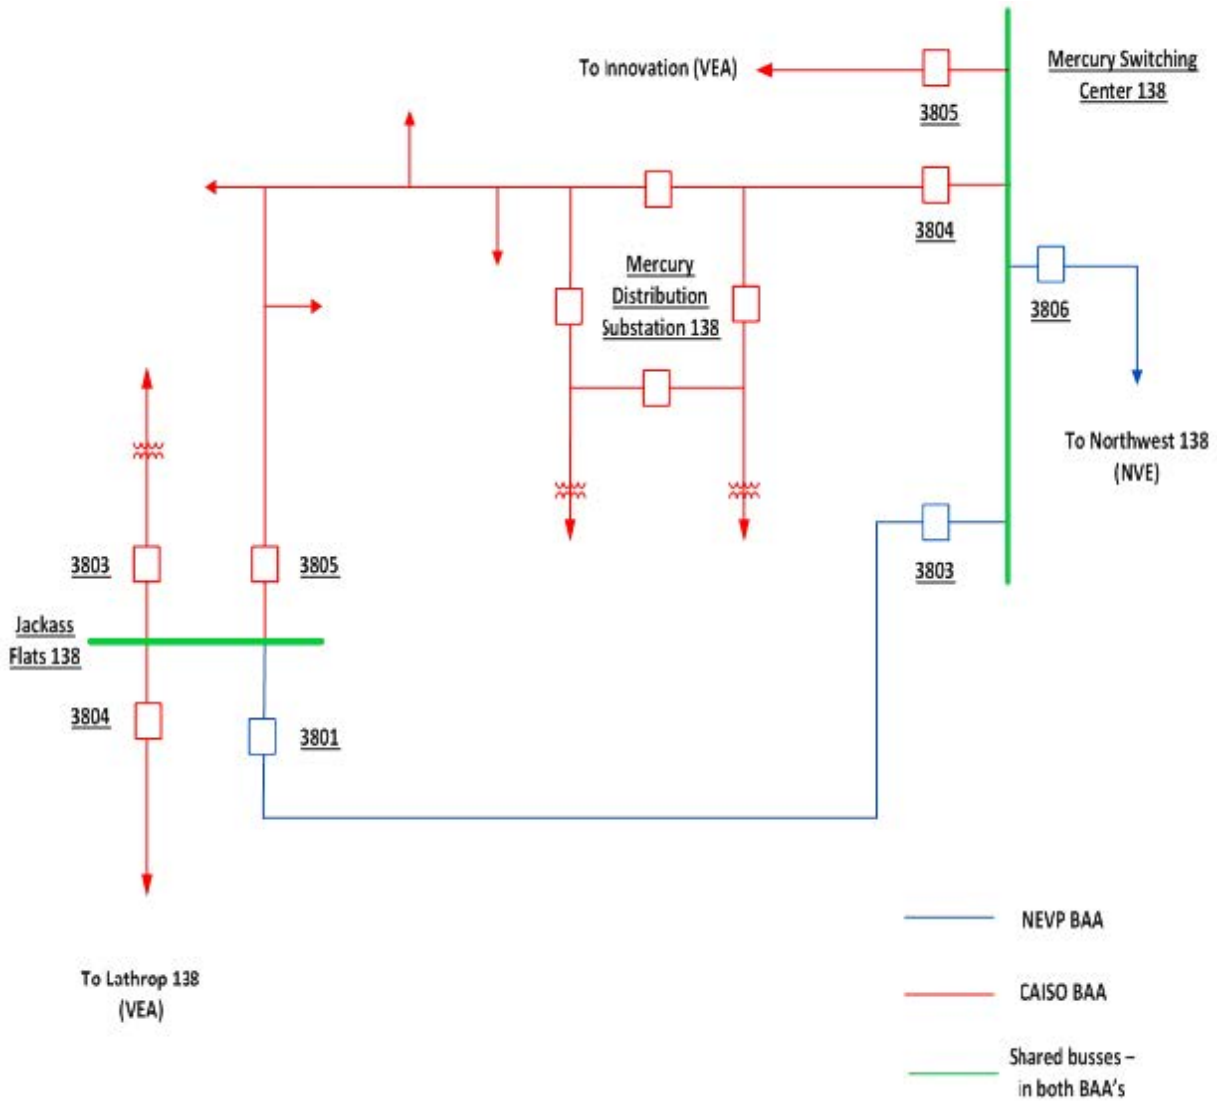 To Innovation (VEA)
Mercury Switching
Center 138
3805
3804
Mercury
Distribution
Substation 138
3806
To Northwest 138
(NVE)
3803
3805
3803
Jackass
Flats 138
3804
3801
NEVP BAA
To Lathrop 138
(VEA)
CAISO BAA
Shared busses –
in both BAA's